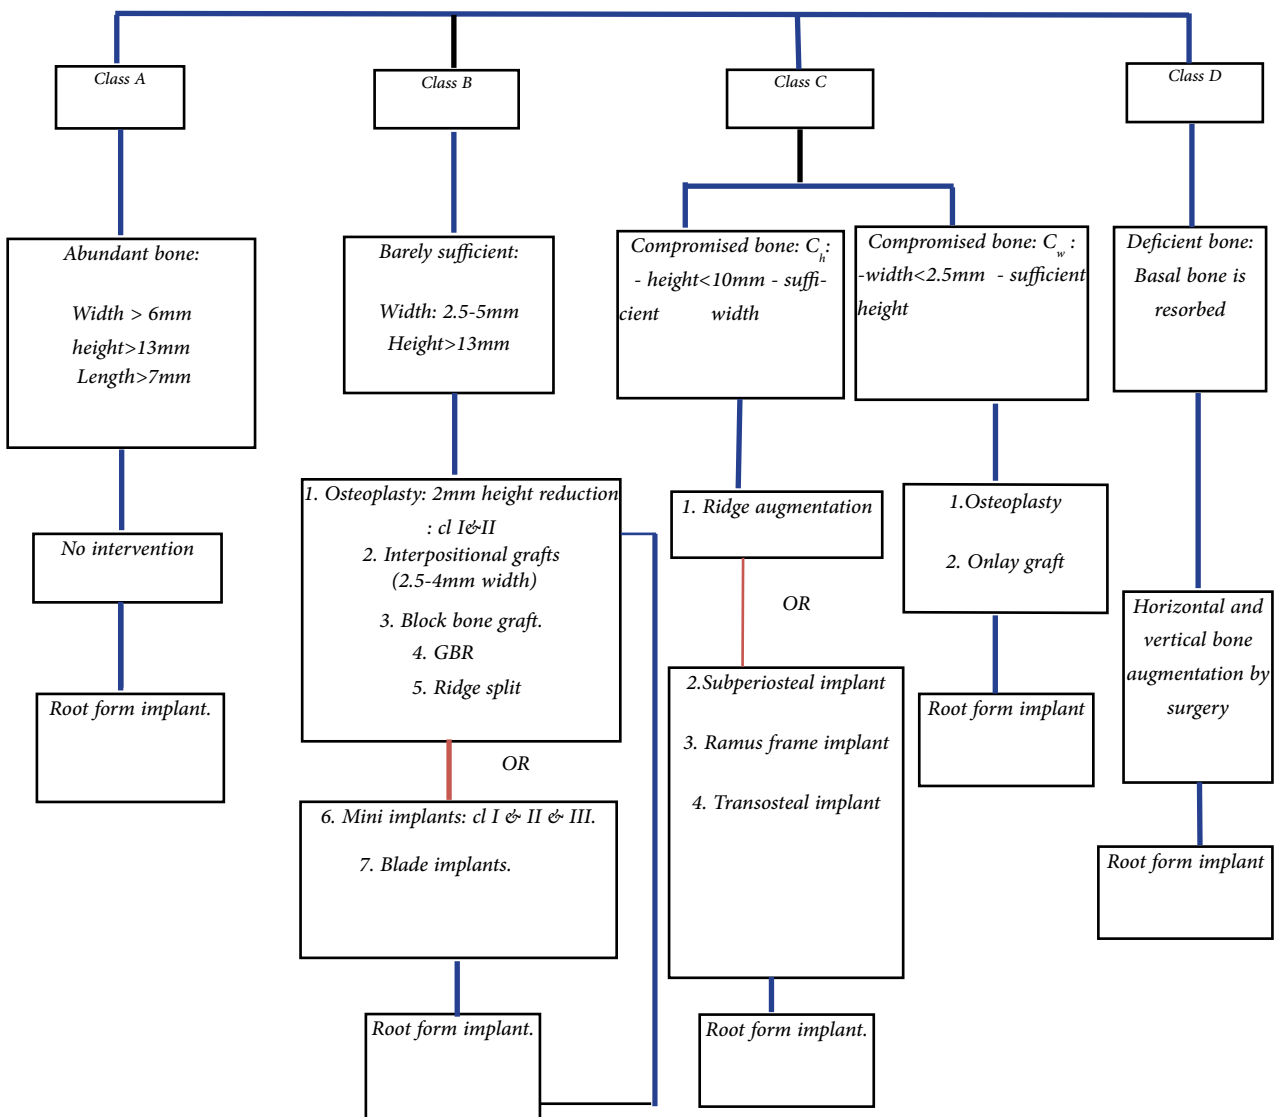 Class A
Class B
Class C
Class D
Abundant bone:
Width > 6mm
height>13mm
Length>7mm
Barely sufficient:
Width: 2.5-5mm
Height>13mm
Compromised bone: Ch:
- height<10mm - suffi-
cient width
Compromised bone: Cw:
-width<2.5mm - sufficient
height
Deficient bone:
Basal bone is
resorbed
No intervention
1. Osteoplasty: 2mm height reduction
: cl I&II
2. Interpositional grafts
(2.5-4mm width)
3. Block bone graft.
4. GBR
5. Ridge split
1. Ridge augmentation
1.Osteoplasty
2. Onlay graft
Horizontal and
vertical bone
augmentation by
surgery
OR
OR
Root form implant.
6. Mini implants: cl I & II & III.
7. Blade implants.
2.Subperiosteal implant
3. Ramus frame implant
4. Transosteal implant
Root form implant
Root form implant
Root form implant.
Root form implant.